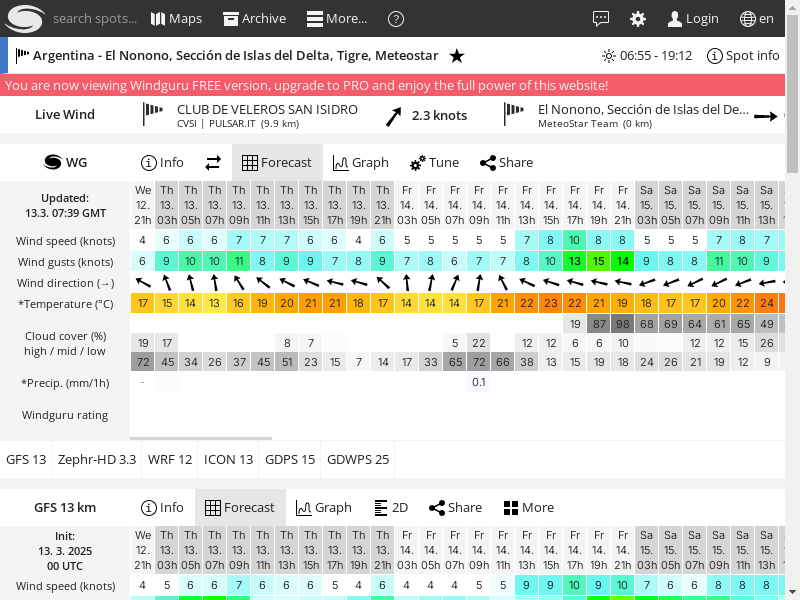 search spots... Maps Archive More... ? Login en
Argentina - El Nonono, Sección de Islas del Delta, Tigre, Meteostar 06:55 - 19:12 Spot info
You are now viewing Windguru FREE version, upgrade to PRO and enjoy the full power of this website!
Live Wind CLUB DE VELEROS SAN ISIDRO 2.3 knots El Nonono, Sección de Islas del De...
CVSI | PULSAR.IT (9.9 km) MeteoStar Team (0 km)
WG Info Forecast Graph Tune Share
Updated:
13.3. 07:39 GMT
We Th Th Th Th Th Th Th Th Th Th Fr Fr Fr Fr Fr Fr Fr Fr Fr Fr Sa Sa Sa Sa Sa Sa
12. 13. 13. 13. 13. 13. 13. 13. 13. 13. 13. 14. 14. 14. 14. 14. 14. 14. 14. 14. 14. 15. 15. 15. 15. 15. 15.
21h 03h 05h 07h 09h 11h 13h 15h 17h 19h 21h 03h 05h 07h 09h 11h 13h 15h 17h 19h 21h 03h 05h 07h 09h 11h 13h
Wind speed (knots) 4 6 6 6 7 7 7 6 6 4 6 5 5 5 5 5 7 8 10 8 8 5 5 5 7 8 7
Wind gusts (knots) 6 9 10 10 11 8 9 9 7 8 9 7 8 6 7 7 8 10 13 15 14 9 8 8 11 10 9
Wind direction (→)
*Temperature (°C) 17 15 14 13 16 19 20 21 21 18 17 14 14 14 17 21 22 23 22 21 19 18 17 17 20 22 24
Cloud cover (%)
high / mid / low
19 87 98 68 69 64 61 65 49
19 17 8 7 5 22 12 12 6 6 10 12 12 15 26
72 45 34 26 37 45 51 23 15 7 14 17 33 65 72 66 38 13 15 19 18 24 26 21 19 12 9
*Precip. (mm/1h) - 0.1
Windguru rating
GFS 13 Zephr-HD 3.3 WRF 12 ICON 13 GDPS 15 GDWPS 25
GFS 13 km Info Forecast Graph 2D Share More
Init:
13. 3. 2025
00 UTC
We Th Th Th Th Th Th Th Th Th Th Fr Fr Fr Fr Fr Fr Fr Fr Fr Fr Sa Sa Sa Sa Sa Sa
12. 13. 13. 13. 13. 13. 13. 13. 13. 13. 13. 14. 14. 14. 14. 14. 14. 14. 14. 14. 14. 15. 15. 15. 15. 15. 15.
21h 03h 05h 07h 09h 11h 13h 15h 17h 19h 21h 03h 05h 07h 09h 11h 13h 15h 17h 19h 21h 03h 05h 07h 09h 11h 13h
Wind speed (knots) 4 5 6 6 7 6 6 6 5 4 6 4 4 4 5 5 9 9 10 9 10 7 6 6 8 8 8